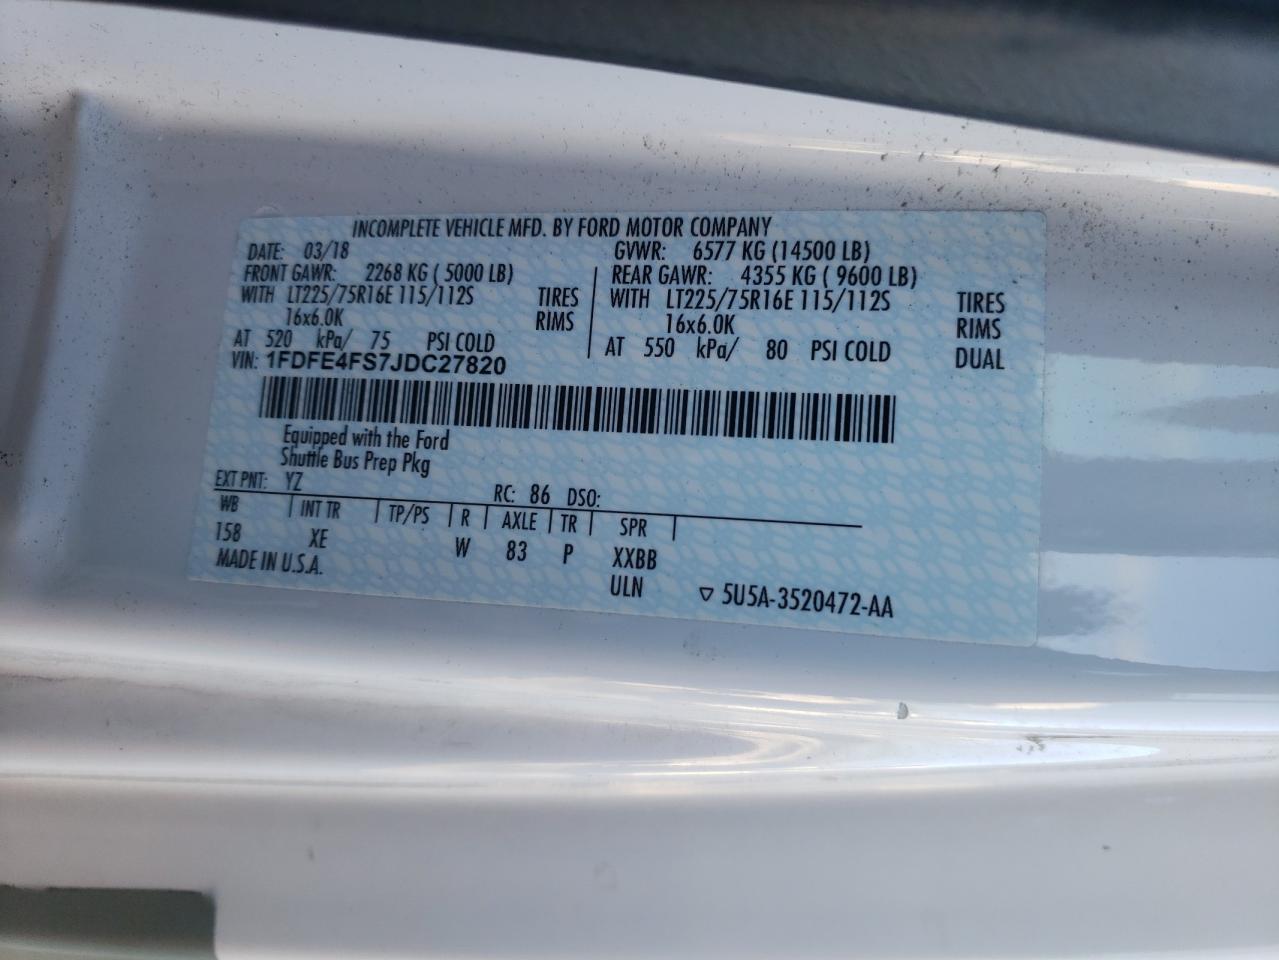 INCOMPLETE VEHICLE MFD. BY FORD MOTOR COMPANY
DATE: 03/18 GVWR: 6577 KG (14500 LB)
FRONT GAWR: 2268 KG ( 5000 LB) REAR GAWR: 4355 KG ( 9600 LB)
WITH LT225/75R16E 115/112S TIRES WITH LT225/75R16E 115/112S TIRES
16x6.0K RIMS 16x6.0K RIMS
AT 520 kPa/ 75 PSI COLD AT 550 kPa/ 80 PSI COLD DUAL
VIN: 1FDFE4FS7JDC27820
Equipped with the Ford
Shuttle Bus Prep Pkg
EXT PNT: YZ RC: 86 DSO:
WB INT TR TP/PS R AXLE TR SPR
158 XE W 83 P XXBB
MADE IN U.S.A. ULN
▽ 5U5A-3520472-AA